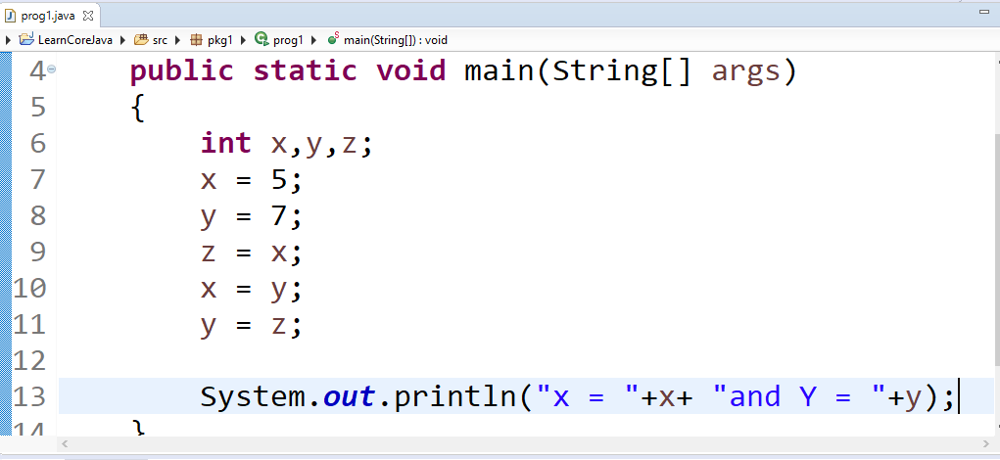 prog1.java
LearnCoreJava src pkg1 prog1 main(String[]) : void
4 public static void main(String[] args)
5 {
6 int x,y,z;
7 x = 5;
8 y = 7;
9 z = x;
10 x = y;
11 y = z;
12
13 System.out.println("x = "+x+ "and Y = "+y);
14 }